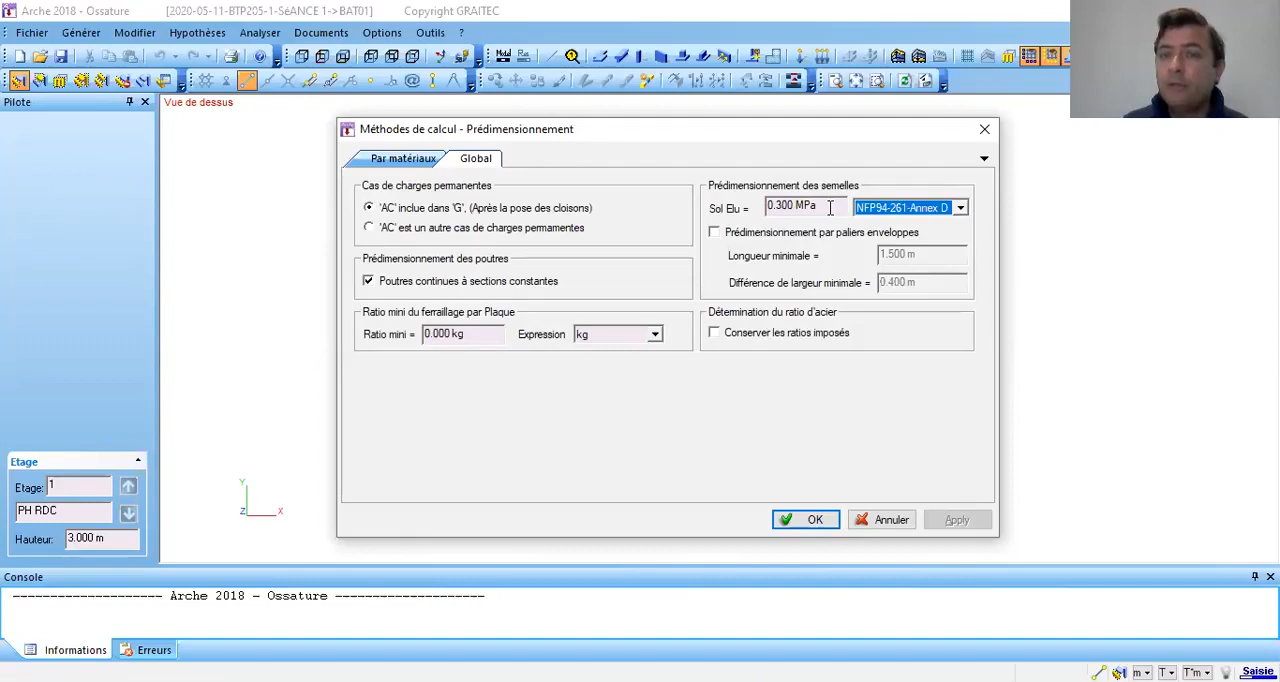 Arche 2018 - Ossature [2020-05-11-BTP205-1-SéANCE 1->BAT01] Copyright GRAITEC
Fichier Générer Modifier Hypothèses Analyser Documents Options Outils ?
Pilote
Vue de dessus
Méthodes de calcul - Prédimensionnement
Par matériaux Global
Cas de charges permanentes
'AC' inclue dans 'G', (Après la pose des cloisons)
'AC' est un autre cas de charges permamentes
Prédimensionnement des poutres
Poutres continues à sections constantes
Ratio mini du ferraillage par Plaque
Ratio mini = 0.000 kg Expression kg
Prédimensionnement des semelles
Sol Elu = 0.300 MPa NFP94-261-Annex D
Prédimensionnement par paliers enveloppes
Longueur minimale = 1.500 m
Différence de largeur minimale = 0.400 m
Détermination du ratio d'acier
Conserver les ratios imposés
OK Annuler Apply
Etage
Etage: 1
PH RDC
Hauteur: 3.000 m
Y
Z X
Console
-------------------- Arche 2018 - Ossature --------------------
Informations Erreurs
m T T*m Saisie